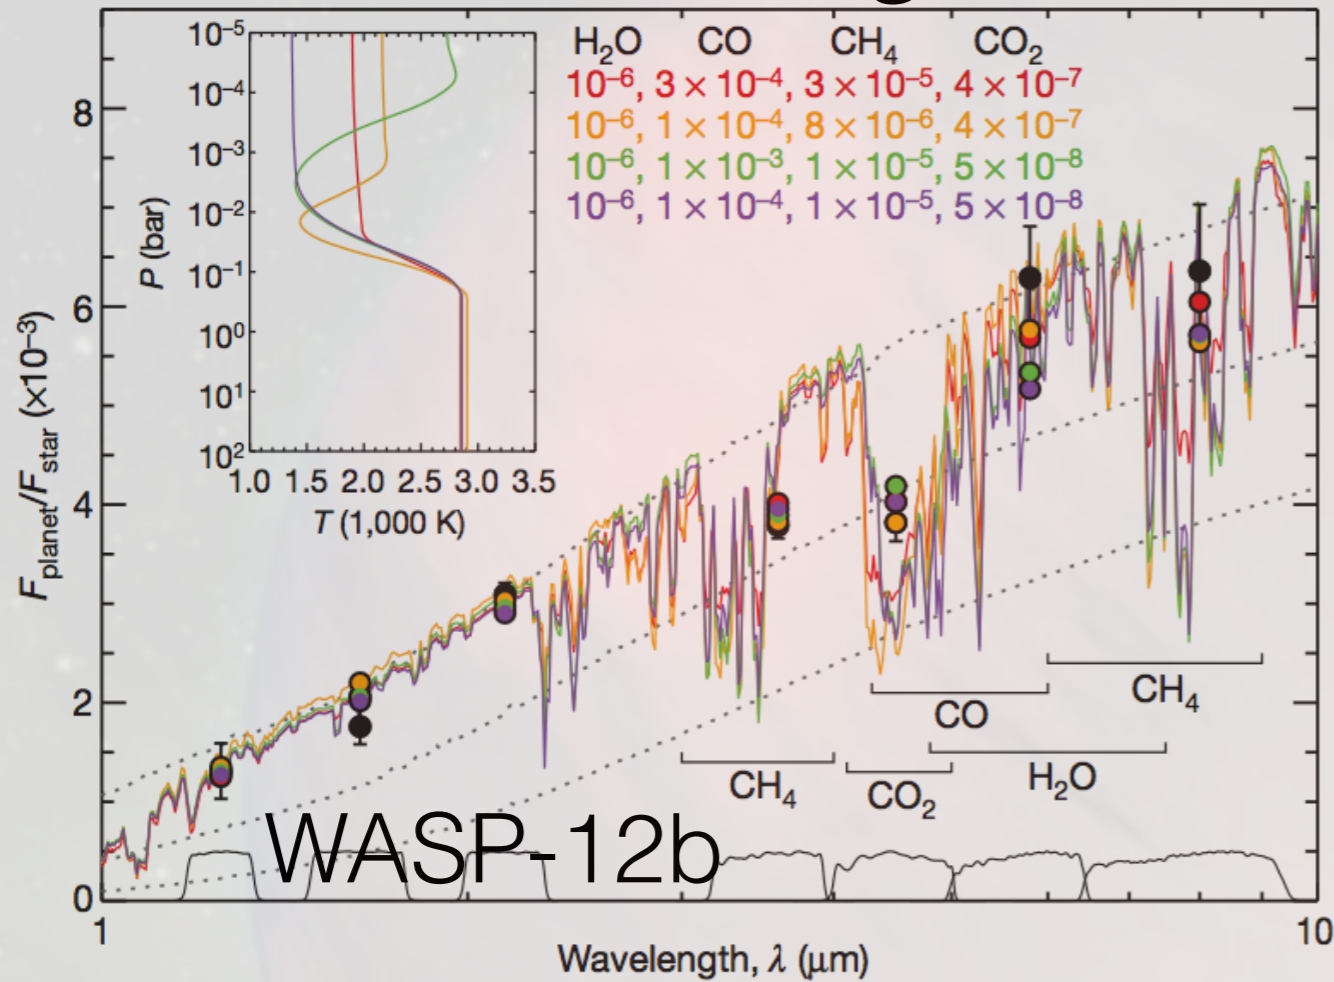 H₂O CO CH₄ CO₂
10⁻⁶, 3 × 10⁻⁴, 3 × 10⁻⁵, 4 × 10⁻⁷
10⁻⁶, 1 × 10⁻⁴, 8 × 10⁻⁶, 4 × 10⁻⁷
10⁻⁶, 1 × 10⁻³, 1 × 10⁻⁵, 5 × 10⁻⁸
10⁻⁶, 1 × 10⁻⁴, 1 × 10⁻⁵, 5 × 10⁻⁸
10⁻⁵
10⁻⁴
10⁻³
10⁻²
10⁻¹
10⁰
10¹
10²
P (bar)
1.0 1.5 2.0 2.5 3.0 3.5
T (1,000 K)
8
6
4
2
0
F_planet/F_star (×10⁻³)
CH₄
CO
H₂O
CH₄
CO₂
WASP-12b
1 10
Wavelength, λ (μm)